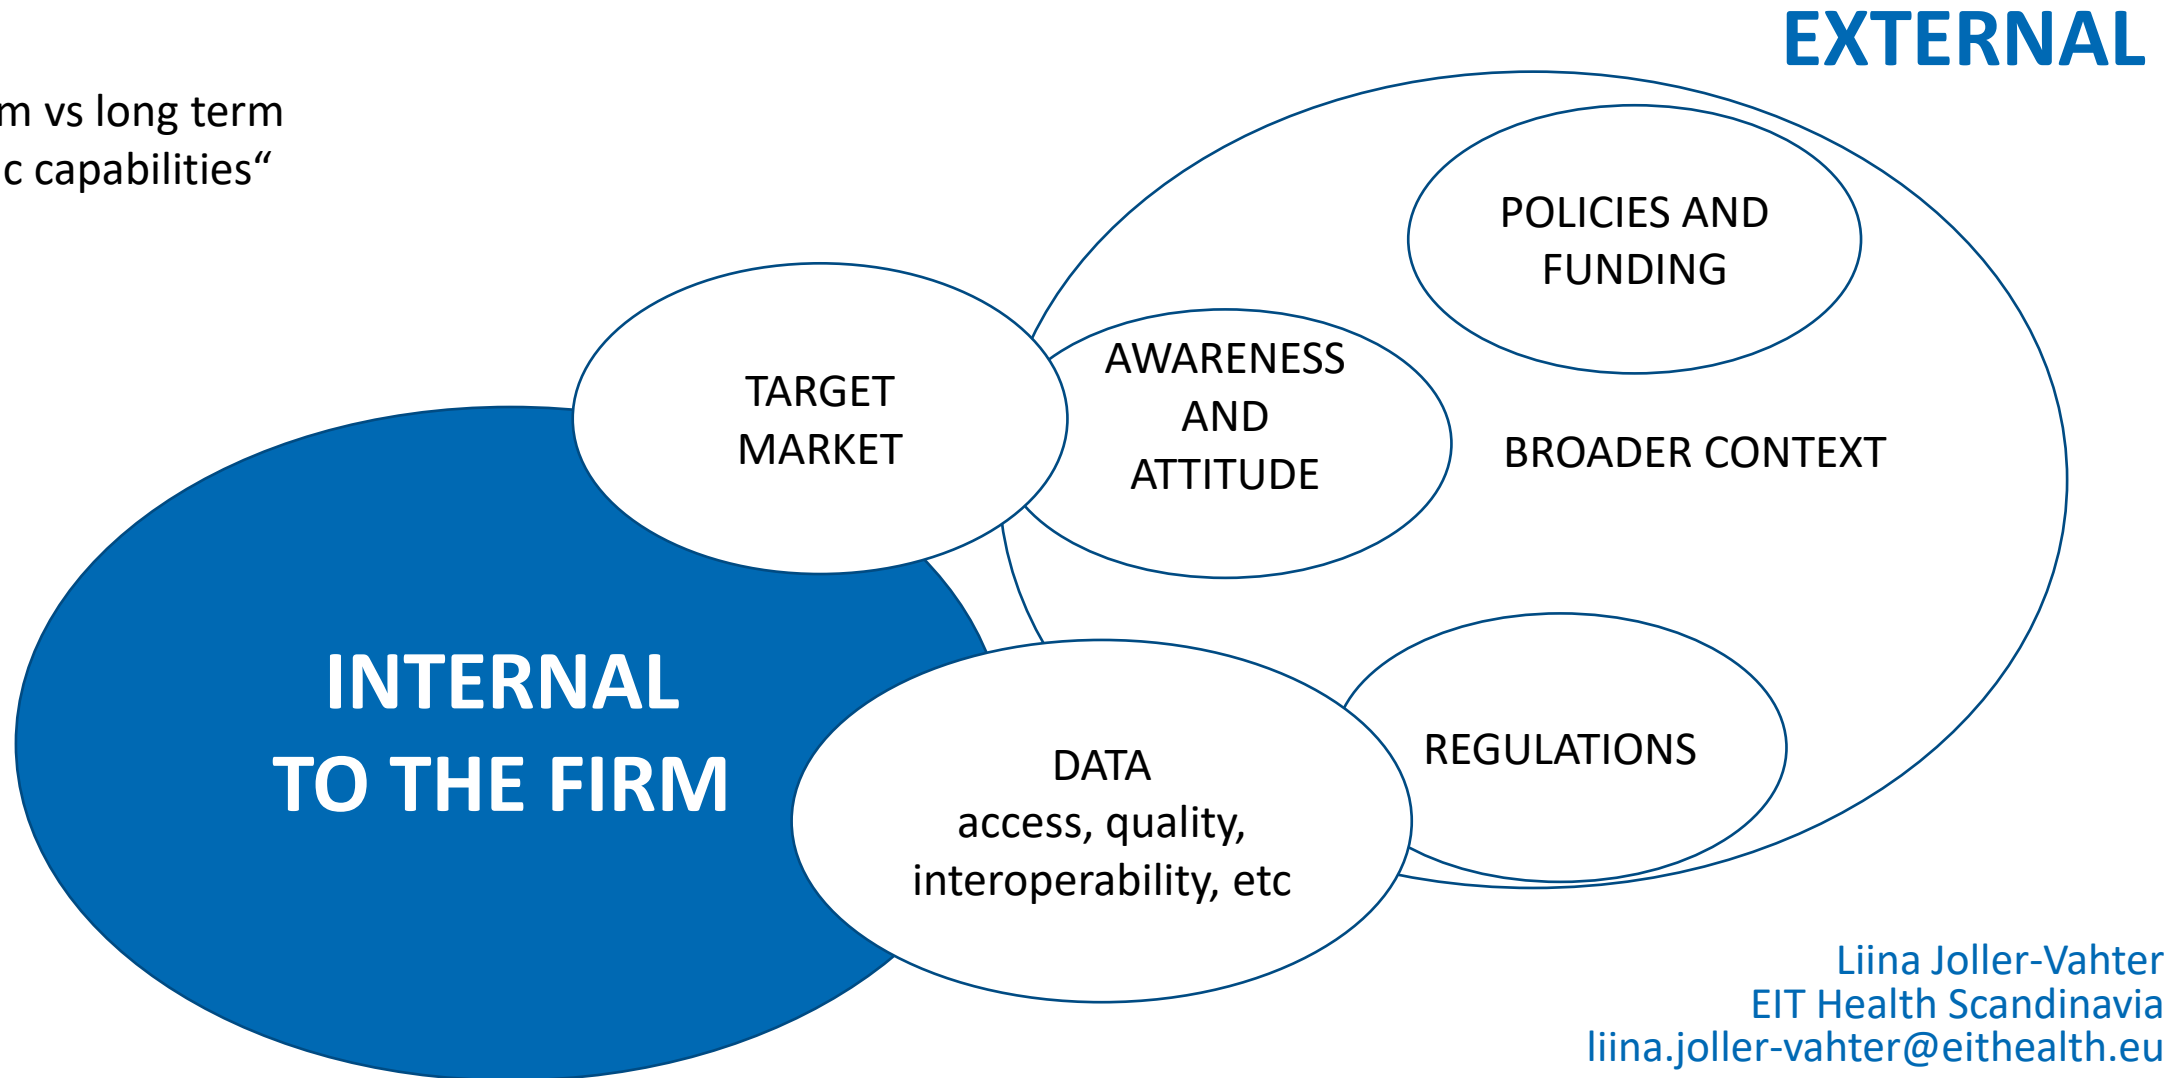 EXTERNAL
vs long term
capabilities“
POLICIES AND
FUNDING
AWARENESS
AND
ATTITUDE
TARGET
MARKET
BROADER CONTEXT
INTERNAL
TO THE FIRM
DATA
access, quality,
interoperability, etc
REGULATIONS
Liina Joller-Vahter
EIT Health Scandinavia
liina.joller-vahter@eithealth.eu